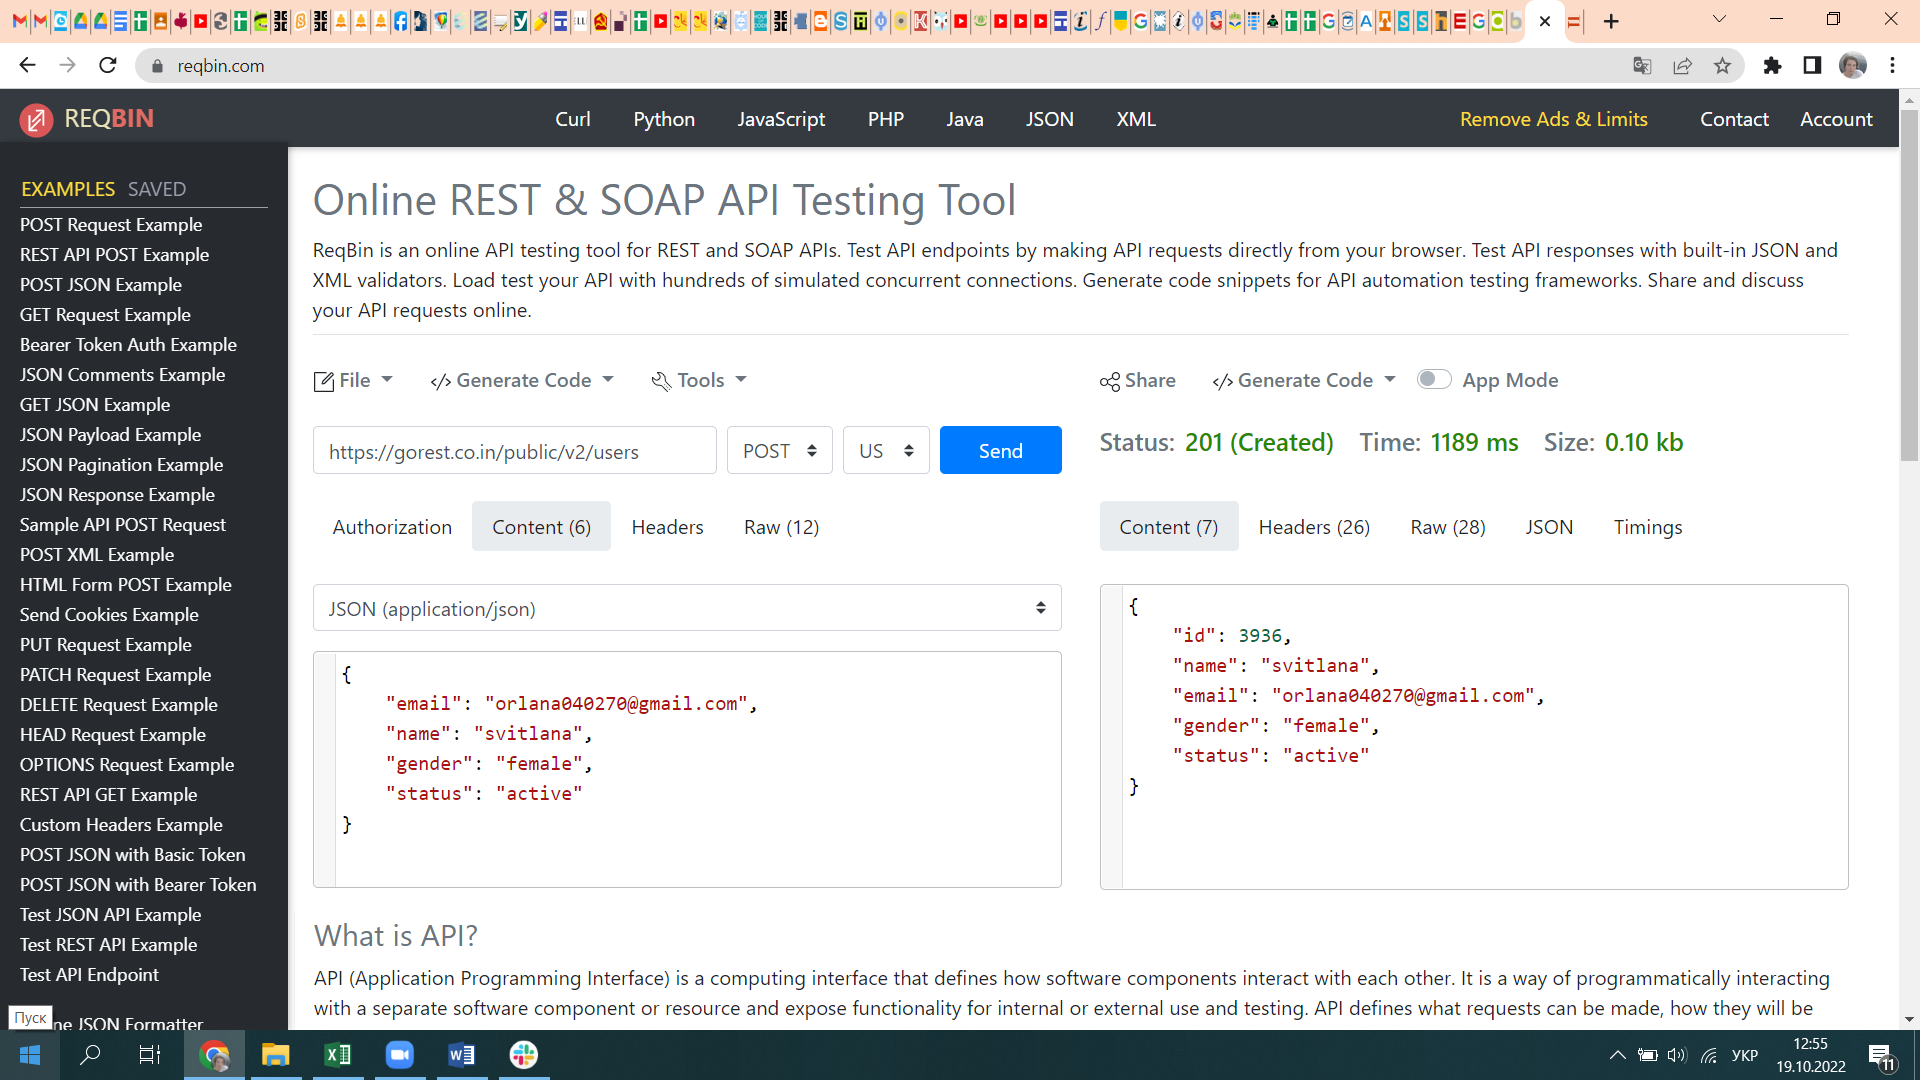 reqbin.com
REQBIN
Curl Python JavaScript PHP Java JSON XML
Remove Ads & Limits Contact Account
EXAMPLES SAVED
POST Request Example
REST API POST Example
POST JSON Example
GET Request Example
Bearer Token Auth Example
JSON Comments Example
GET JSON Example
JSON Payload Example
JSON Pagination Example
JSON Response Example
Sample API POST Request
POST XML Example
HTML Form POST Example
Send Cookies Example
PUT Request Example
PATCH Request Example
DELETE Request Example
HEAD Request Example
OPTIONS Request Example
REST API GET Example
Custom Headers Example
POST JSON with Basic Token
POST JSON with Bearer Token
Test JSON API Example
Test REST API Example
Test API Endpoint
JSON Formatter
Пуск
Online REST & SOAP API Testing Tool
ReqBin is an online API testing tool for REST and SOAP APIs. Test API endpoints by making API requests directly from your browser. Test API responses with built-in JSON and
XML validators. Load test your API with hundreds of simulated concurrent connections. Generate code snippets for API automation testing frameworks. Share and discuss
your API requests online.
File </> Generate Code Tools
https://gorest.co.in/public/v2/users POST US Send
Authorization Content (6) Headers Raw (12)
JSON (application/json)
{
"email": "orlana040270@gmail.com",
"name": "svitlana",
"gender": "female",
"status": "active"
}
Share </> Generate Code App Mode
Status: 201 (Created) Time: 1189 ms Size: 0.10 kb
Content (7) Headers (26) Raw (28) JSON Timings
{
"id": 3936,
"name": "svitlana",
"email": "orlana040270@gmail.com",
"gender": "female",
"status": "active"
}
What is API?
API (Application Programming Interface) is a computing interface that defines how software components interact with each other. It is a way of programmatically interacting
with a separate software component or resource and expose functionality for internal or external use and testing. API defines what requests can be made, how they will be
УКР
12:55
19.10.2022
11